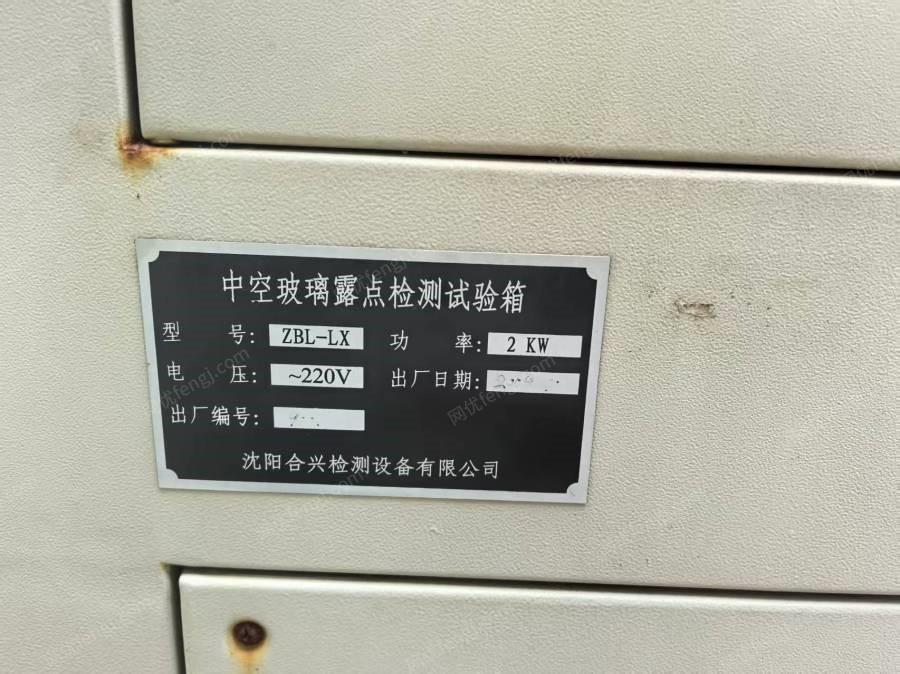 中空玻璃露点检测试验箱
型 号: ZBL-LX 功 率: 2 KW
电 压: ~220V 出厂日期:
出厂编号:
沈阳合兴检测设备有限公司